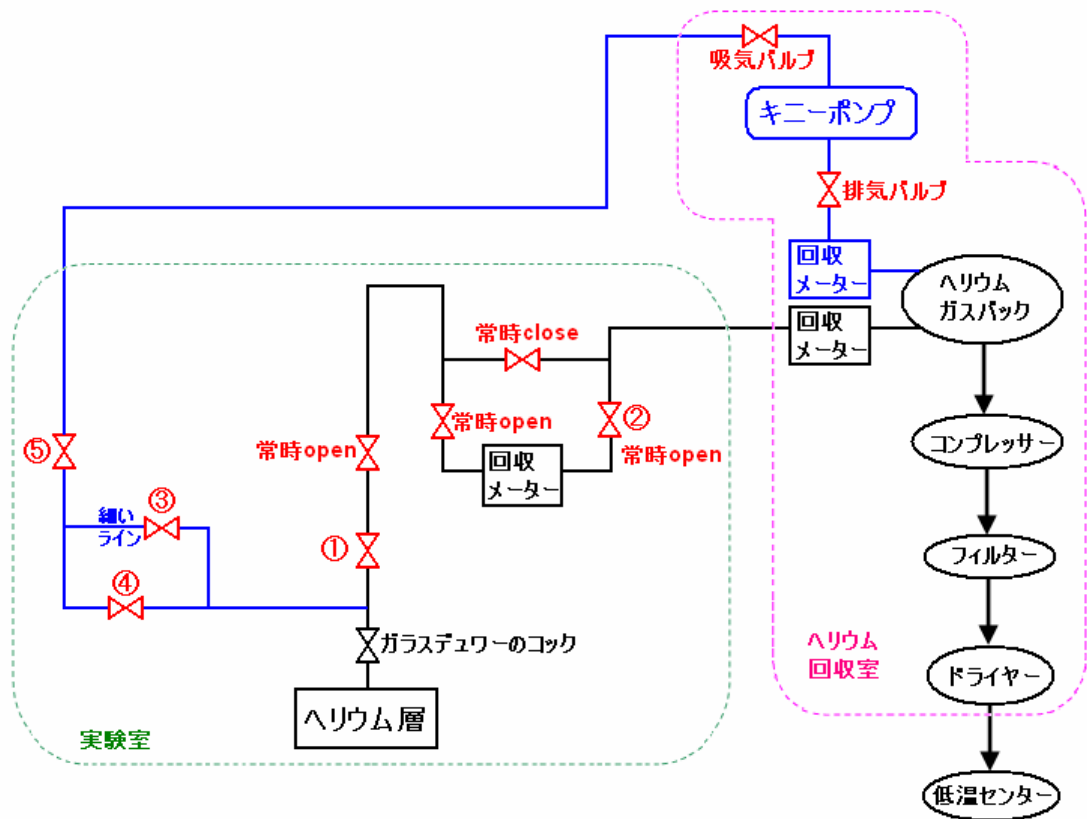 吸気バルブ
キニーポンプ
排気バルブ
回収
メーター
ヘリウム
ガスパック
回収
メーター
常時close
常時open
②
常時open
常時open
回収
メーター
コンプレッサー
⑤
細い
ライン
③
①
④
フィルター
ガラスデュワーのコック
ヘリウム
回収室
ドライヤー
ヘリウム層
実験室
低温センター